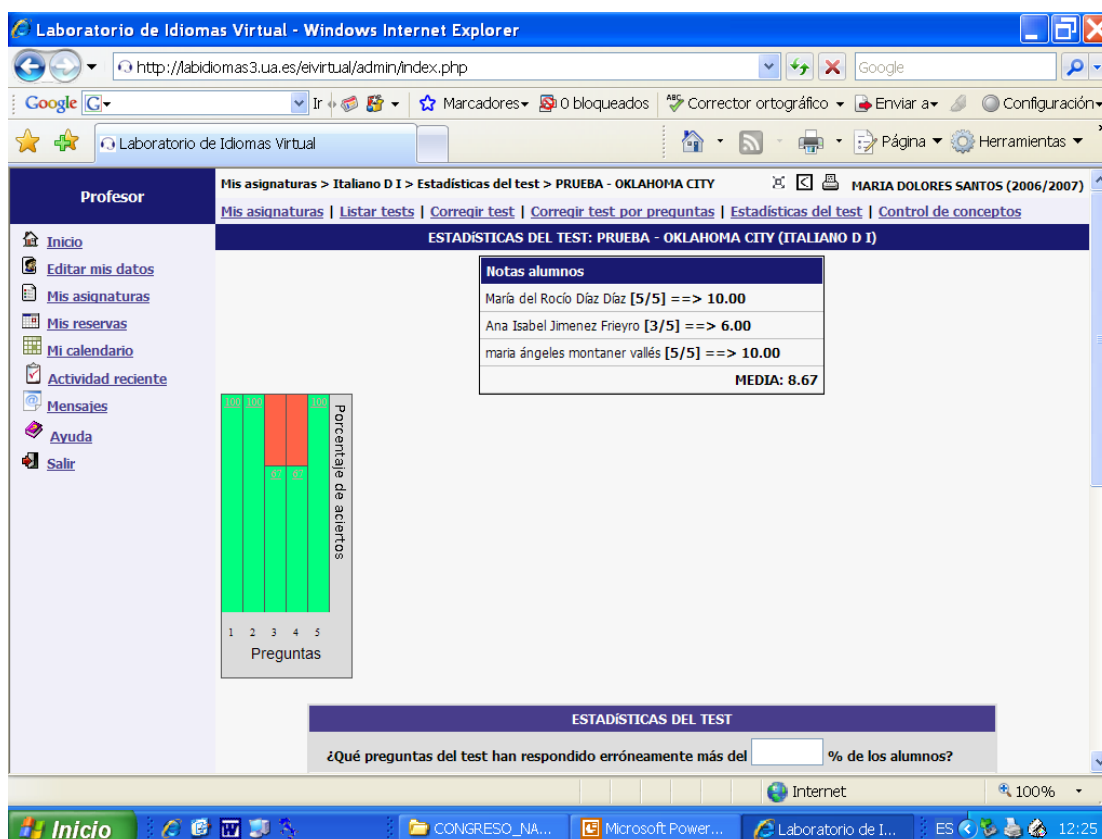 Laboratorio de Idiomas Virtual - Windows Internet Explorer
http://labidiomas3.ua.es/eivirtual/admin/index.php
Google
Google G Ir Marcadores 0 bloqueados ABC Corrector ortográfico Enviar a Configuración
Laboratorio de Idiomas Virtual Página Herramientas
Profesor
Mis asignaturas > Italiano D I > Estadísticas del test > PRUEBA - OKLAHOMA CITY MARIA DOLORES SANTOS (2006/2007)
Mis asignaturas | Listar tests | Corregir test | Corregir test por preguntas | Estadísticas del test | Control de conceptos
Inicio
Editar mis datos
Mis asignaturas
Mis reservas
Mi calendario
Actividad reciente
Mensajes
Ayuda
Salir
ESTADíSTICAS DEL TEST: PRUEBA - OKLAHOMA CITY (ITALIANO D I)
Notas alumnos
María del Rocío Díaz Díaz [5/5] ==> 10.00
Ana Isabel Jimenez Frieyro [3/5] ==> 6.00
maria ángeles montaner vallés [5/5] ==> 10.00
MEDIA: 8.67
100 100 100
67 67
Porcentaje de aciertos
1 2 3 4 5
Preguntas
ESTADíSTICAS DEL TEST
¿Qué preguntas del test han respondido erróneamente más del % de los alumnos?
Internet 100%
Inicio CONGRESO_NA... Microsoft Power... Laboratorio de I... ES 12:25